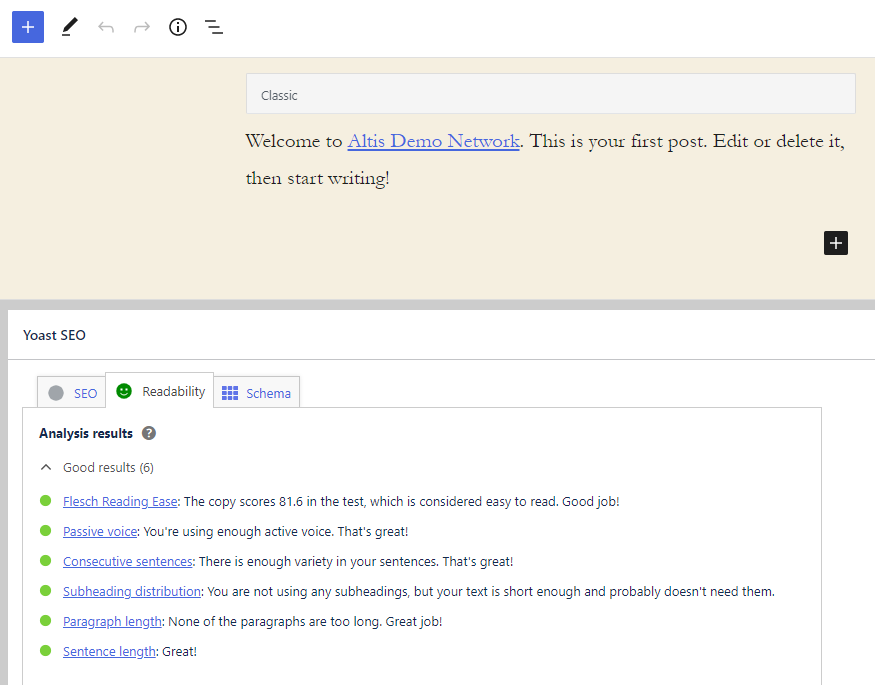 Classic
Welcome to Altis Demo Network. This is your first post. Edit or delete it,
then start writing!
Yoast SEO
SEO
Readability
Schema
Analysis results
Good results (6)
Flesch Reading Ease: The copy scores 81.6 in the test, which is considered easy to read. Good job!
Passive voice: You're using enough active voice. That's great!
Consecutive sentences: There is enough variety in your sentences. That's great!
Subheading distribution: You are not using any subheadings, but your text is short enough and probably doesn't need them.
Paragraph length: None of the paragraphs are too long. Great job!
Sentence length: Great!